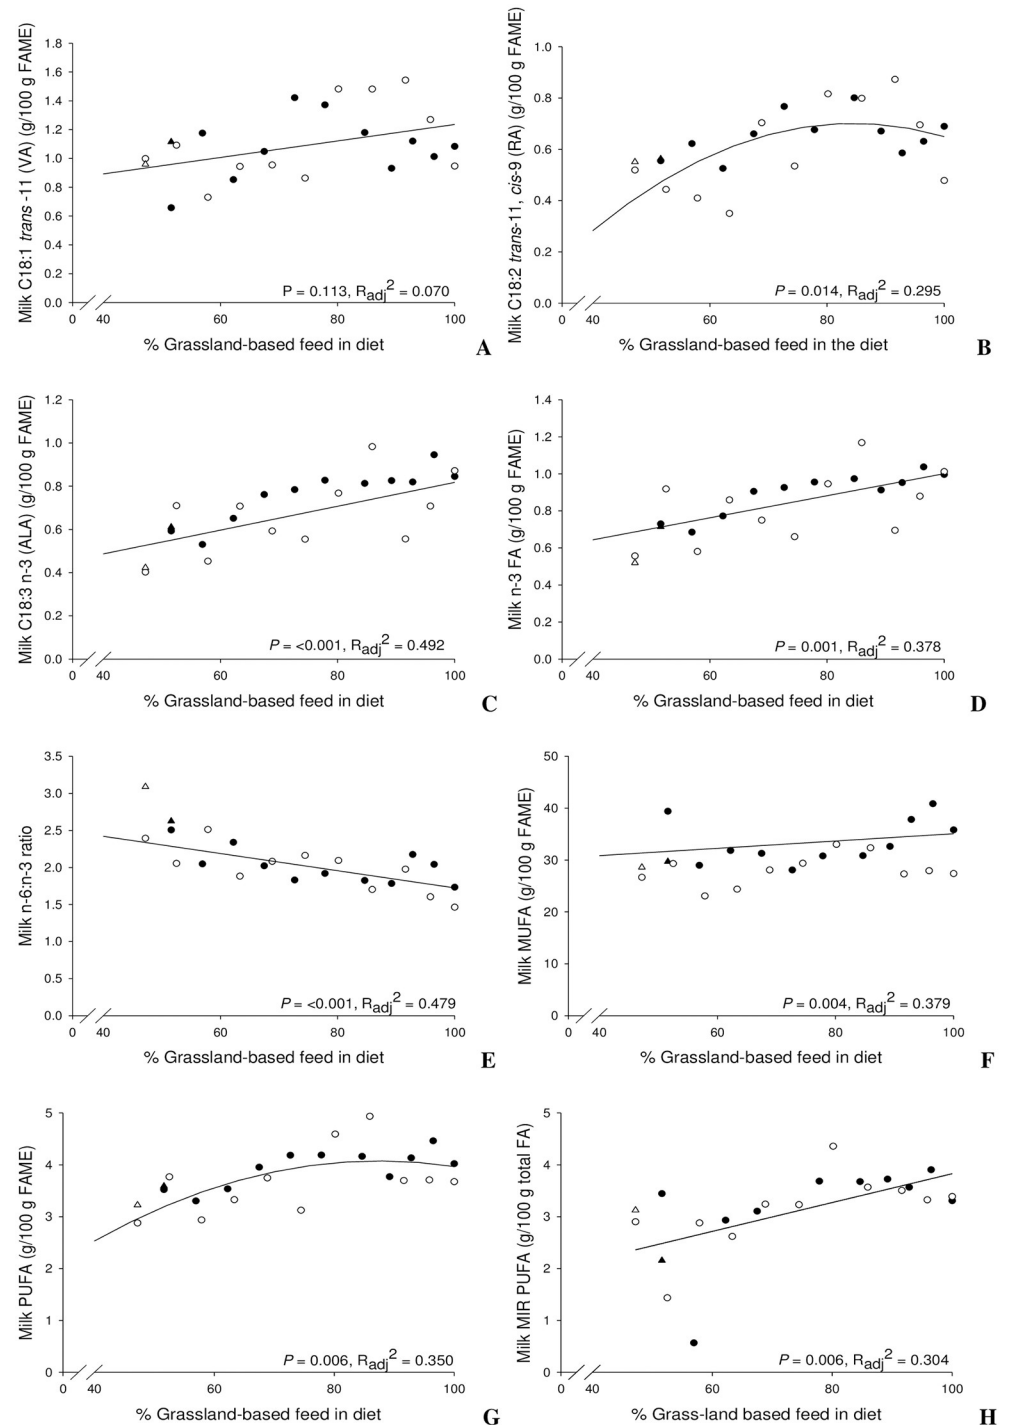 Milk C18:1 trans -11 (VA) (g/100 g FAME)
1.8
1.6
1.4
1.2
1.0
0.8
0.6
0.4
0.2
0.0
P = 0.113, Radj2 = 0.070
0 40 60 80 100
% Grassland-based feed in diet
A
Milk C18:2 trans-11, cis-9 (RA) (g/100 g FAME)
1.0
0.8
0.6
0.4
0.2
0.0
P = 0.014, Radj2 = 0.295
0 40 60 80 100
% Grassland-based feed in the diet
B
Milk C18:3 n-3 (ALA) (g/100 g FAME)
1.2
1.0
0.8
0.6
0.4
0.2
0.0
P = <0.001, Radj2 = 0.492
0 40 60 80 100
% Grassland-based feed in diet
C
Milk n-3 FA (g/100 g FAME)
1.4
1.2
1.0
0.8
0.6
0.4
0.2
0.0
P = 0.001, Radj2 = 0.378
0 40 60 80 100
% Grassland-based feed in diet
D
Milk n-6:n-3 ratio
3.5
3.0
2.5
2.0
1.5
1.0
0.5
0.0
P = <0.001, Radj2 = 0.479
0 40 60 80 100
% Grassland-based feed in diet
E
Milk MUFA (g/100 g FAME)
50
40
30
20
10
0
P = 0.004, Radj2 = 0.379
0 40 60 80 100
% Grassland-based feed in diet
F
Milk PUFA (g/100 g FAME)
5
4
3
2
1
0
P = 0.006, Radj2 = 0.350
0 40 60 80 100
% Grassland-based feed in diet
G
Milk MIR PUFA (g/100 g total FA)
5
4
3
2
1
0
P = 0.006, Radj2 = 0.304
0 40 60 80 100
% Grass-land based feed in diet
H